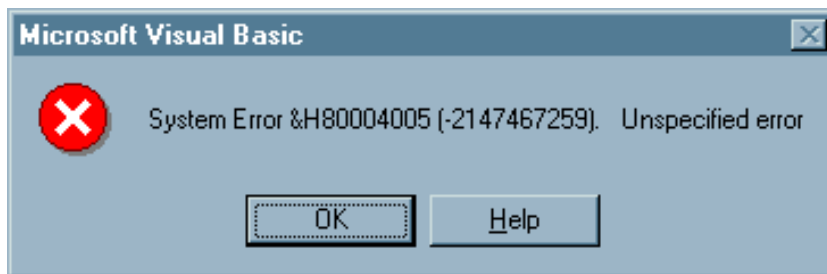 Microsoft Visual Basic
System Error &H80004005 (-2147467259). Unspecified error
OK
Help